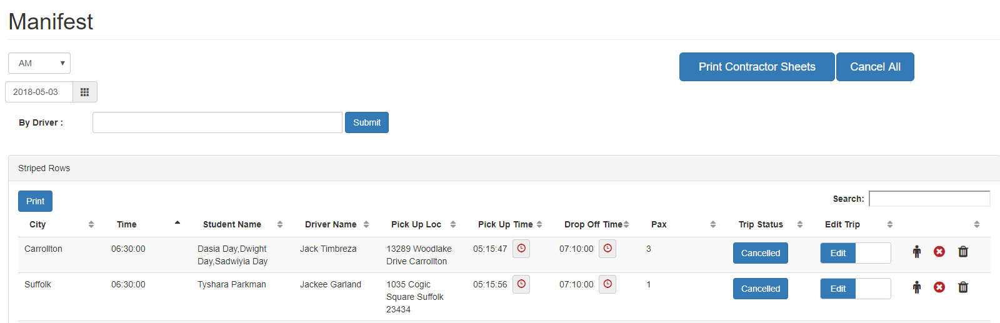 Manifest
AM
Print Contractor Sheets Cancel All
2018-05-03
By Driver : Submit
Striped Rows
Print Search:
City Time Student Name Driver Name Pick Up Loc Pick Up Time Drop Off Time Pax Trip Status Edit Trip
Carrollton 06:30:00 Dasia Day,Dwight Jack Timbreza 13289 Woodlake 05:15:47 07:10:00 3 Cancelled Edit
Day,Sadwiyia Day Drive Carrollton
Suffolk 06:30:00 Tyshara Parkman Jackee Garland 1035 Cogic 05:15:56 07:10:00 1 Cancelled Edit
Square Suffolk
23434